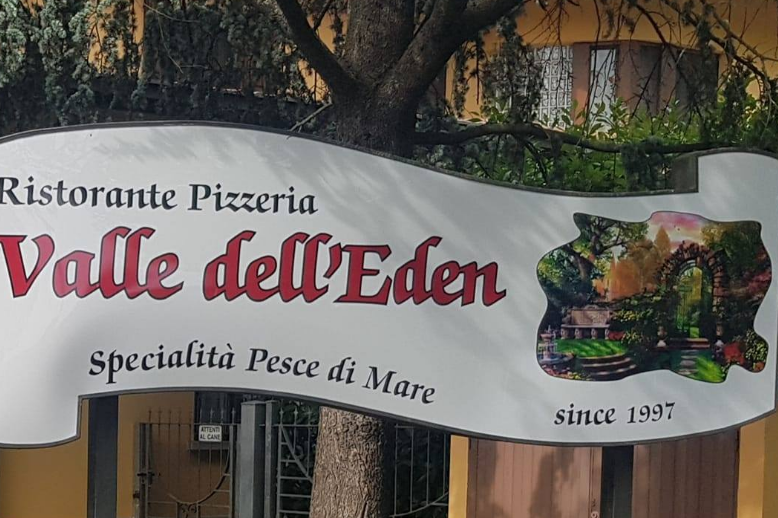 Ristorante Pizzeria
Valle dell'Eden
Specialità Pesce di Mare
since 1997
ATTENTI
AL CANE